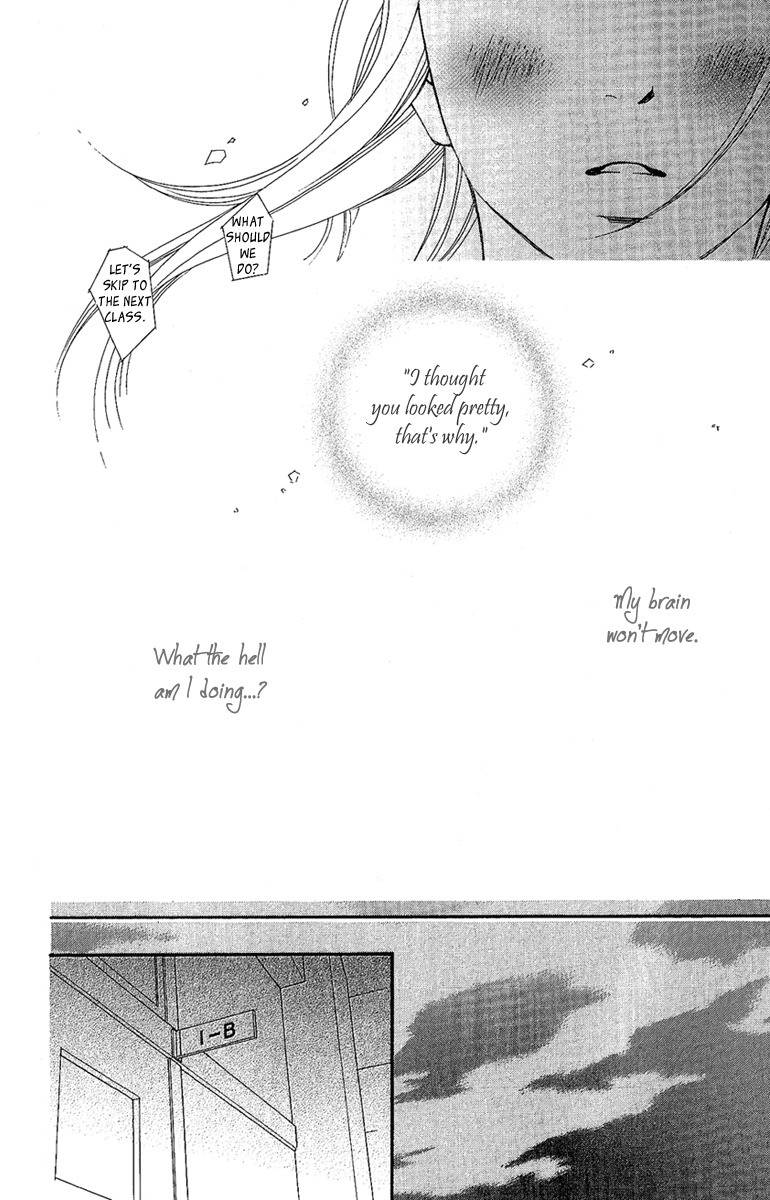 WHAT
SHOULD
WE
DO?
LET'S
SKIP TO
THE NEXT
CLASS.
"I thought
you looked pretty,
that's why."
My brain
won't move.
What the hell
am I doing...?
1-B